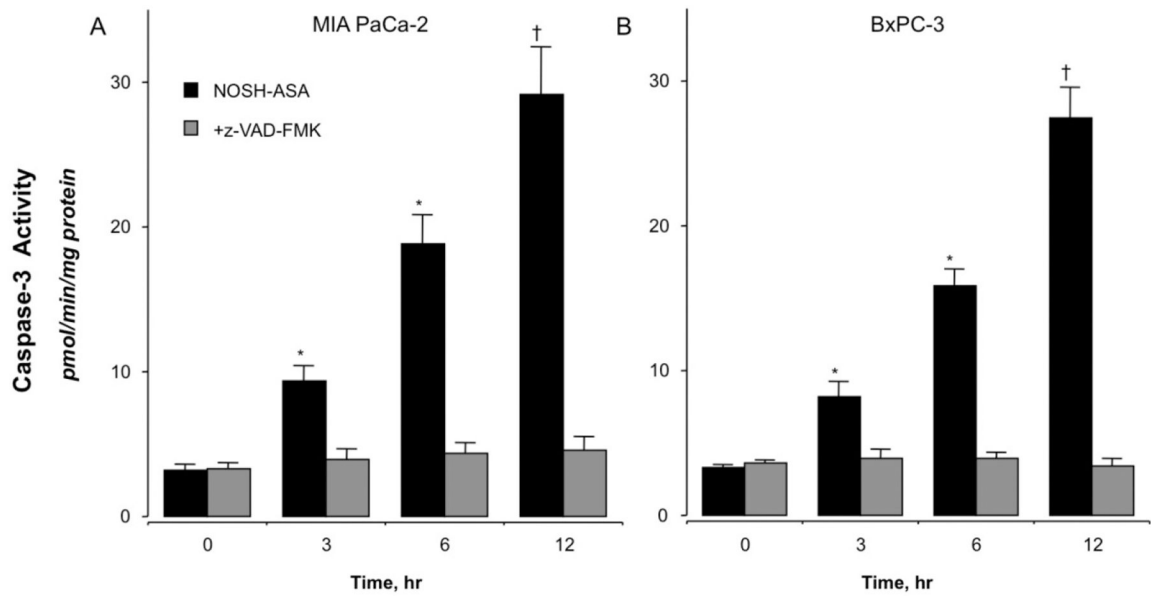 A
MIA PaCa-2
NOSH-ASA
+z-VAD-FMK
Caspase-3 Activity
pmol/min/mg protein
30
20
10
0
*
*
†
0 3 6 12
Time, hr
B
BxPC-3
30
20
10
0
*
*
†
0 3 6 12
Time, hr